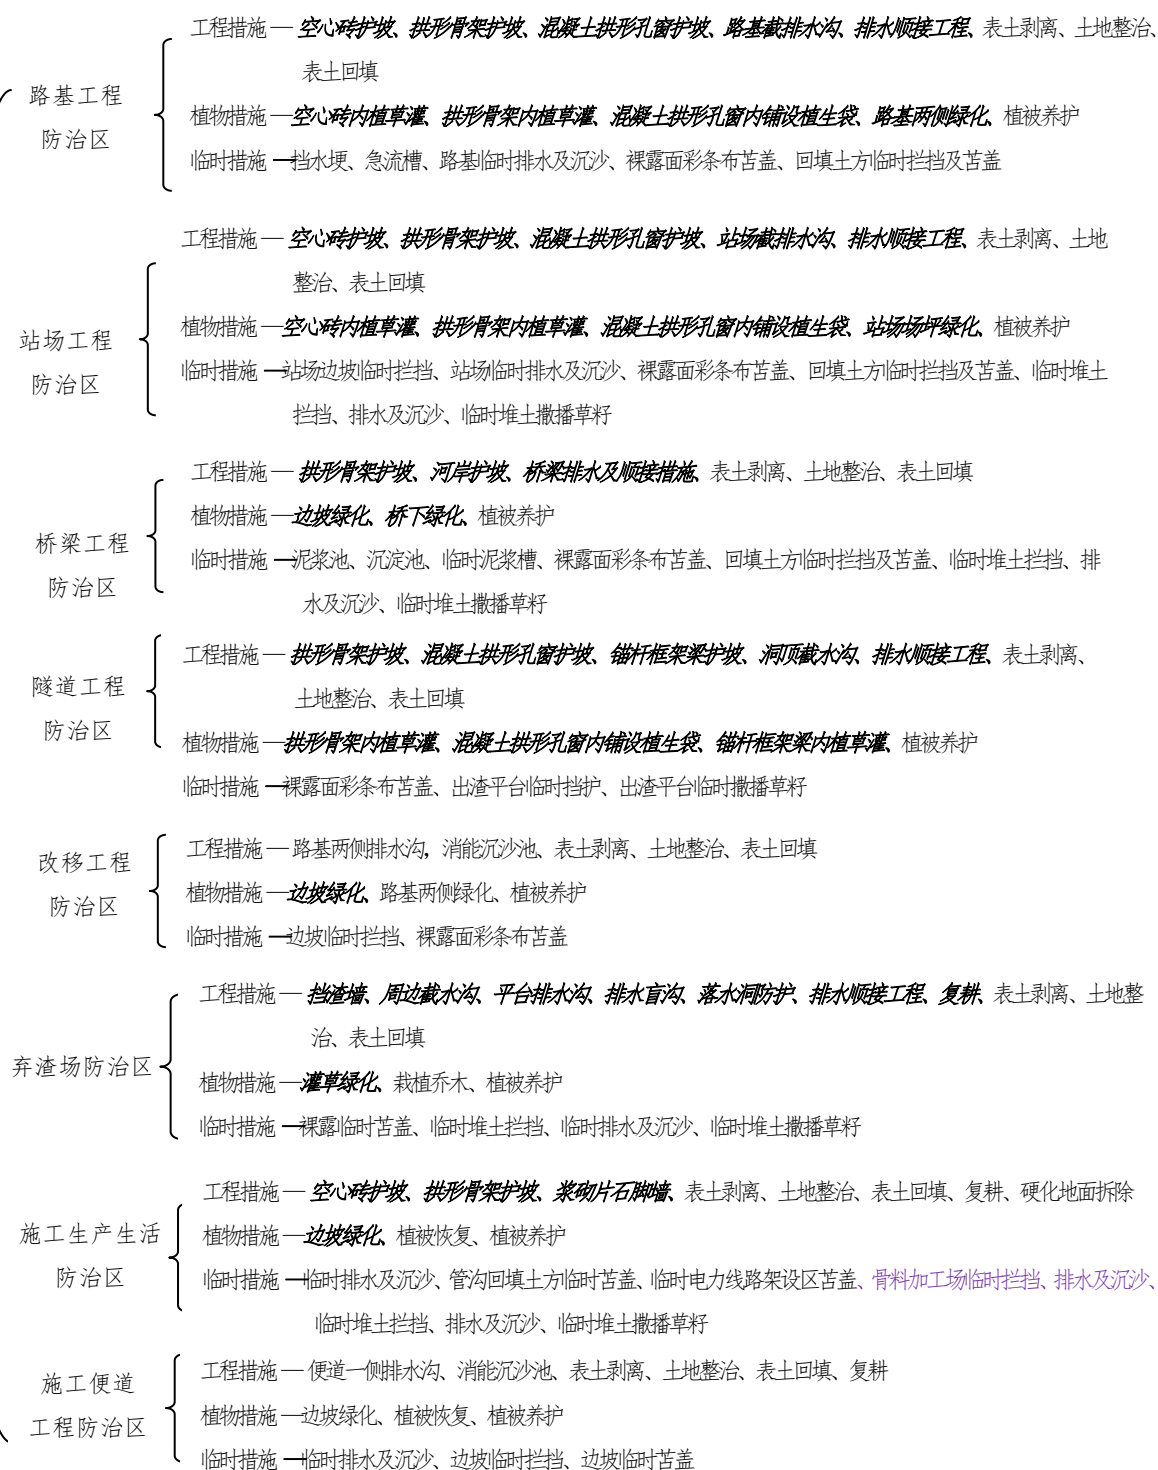 工程措施 — 空心砖护坡、拱形骨架护坡、混凝土拱形孔窗护坡、路基截排水沟、排水顺接工程、表土剥离、土地整治、
表土回填
路基工程
防治区
植物措施 — 空心砖内植草灌、拱形骨架内植草灌、混凝土拱形孔窗内铺设植生袋、路基两侧绿化、植被养护
临时措施 — 挡水埂、急流槽、路基临时排水及沉沙、裸露面彩条布苫盖、回填土方临时拦挡及苫盖
工程措施 — 空心砖护坡、拱形骨架护坡、混凝土拱形孔窗护坡、站场截排水沟、排水顺接工程、表土剥离、土地
整治、表土回填
站场工程
防治区
植物措施 — 空心砖内植草灌、拱形骨架内植草灌、混凝土拱形孔窗内铺设植生袋、站场场坪绿化、植被养护
临时措施 — 站场边坡临时拦挡、站场临时排水及沉沙、裸露面彩条布苫盖、回填土方临时拦挡及苫盖、临时堆土
拦挡、排水及沉沙、临时堆土撒播草籽
工程措施 — 拱形骨架护坡、河岸护坡、桥梁排水及顺接措施、表土剥离、土地整治、表土回填
桥梁工程
防治区
植物措施 — 边坡绿化、桥下绿化、植被养护
临时措施 — 泥浆池、沉淀池、临时泥浆槽、裸露面彩条布苫盖、回填土方临时拦挡及苫盖、临时堆土拦挡、排
水及沉沙、临时堆土撒播草籽
工程措施 — 拱形骨架护坡、混凝土拱形孔窗护坡、锚杆框架梁护坡、洞顶截水沟、排水顺接工程、表土剥离、
土地整治、表土回填
隧道工程
防治区
植物措施 — 拱形骨架内植草灌、混凝土拱形孔窗内铺设植生袋、锚杆框架梁内植草灌、植被养护
临时措施 — 裸露面彩条布苫盖、出渣平台临时挡护、出渣平台临时撒播草籽
工程措施 — 路基两侧排水沟，消能沉沙池、表土剥离、土地整治、表土回填
改移工程
防治区
植物措施 — 边坡绿化、路基两侧绿化、植被养护
临时措施 — 边坡临时拦挡、裸露面彩条布苫盖
工程措施 — 挡渣墙、周边截水沟、平台排水沟、排水盲沟、落水洞防护、排水顺接工程、复耕、表土剥离、土地整
治、表土回填
弃渣场防治区
植物措施 — 灌草绿化、栽植乔木、植被养护
临时措施 — 裸露临时苫盖、临时堆土拦挡、临时排水及沉沙、临时堆土撒播草籽
工程措施 — 空心砖护坡、拱形骨架护坡、浆砌片石脚墙、表土剥离、土地整治、表土回填、复耕、硬化地面拆除
施工生产生活
防治区
植物措施 — 边坡绿化、植被恢复、植被养护
临时措施 — 临时排水及沉沙、管沟回填土方临时苫盖、临时电力线路架设区苫盖、骨料加工场临时拦挡、排水及沉沙、
临时堆土拦挡、排水及沉沙、临时堆土撒播草籽
工程措施 — 便道一侧排水沟、消能沉沙池、表土剥离、土地整治、表土回填、复耕
施工便道
工程防治区
植物措施 — 边坡绿化、植被恢复、植被养护
临时措施 — 临时排水及沉沙、边坡临时拦挡、边坡临时苫盖